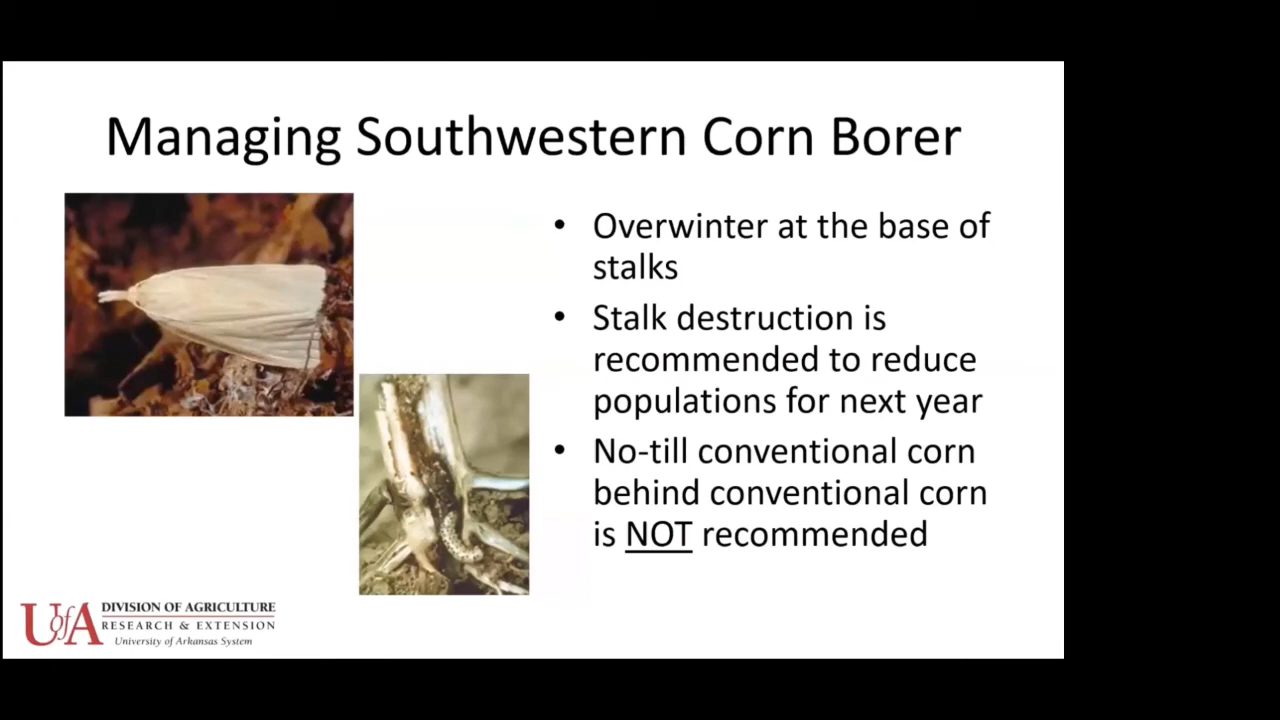 Managing Southwestern Corn Borer
• Overwinter at the base of
stalks
• Stalk destruction is
recommended to reduce
populations for next year
• No-till conventional corn
behind conventional corn
is NOT recommended
UofA
DIVISION OF AGRICULTURE
RESEARCH & EXTENSION
University of Arkansas System